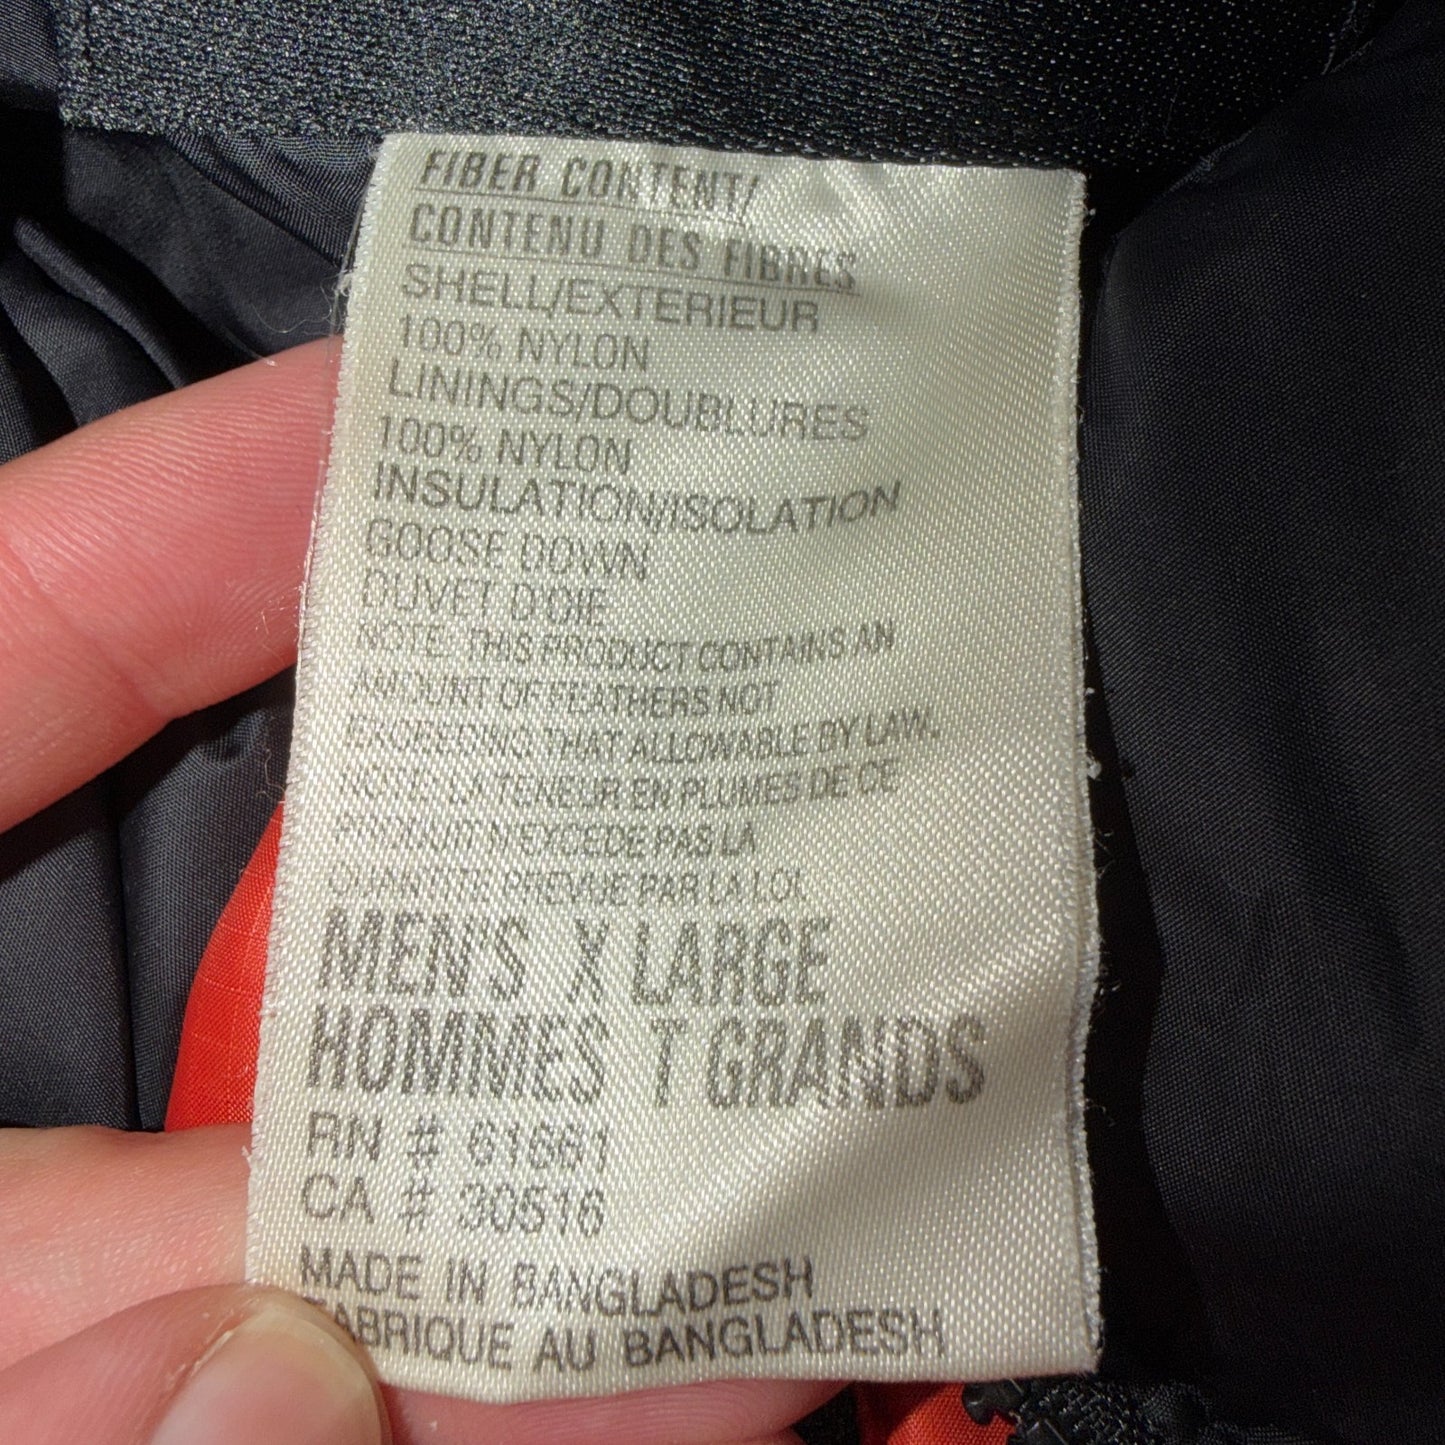 FIBER CONTENT/
CONTENU DES FIBRES
SHELL/EXTERIEUR
100% NYLON
LININGS/DOUBLURES
100% NYLON
INSULATION/ISOLATION
GOOSE DOWN
DUVET D'OIE
NOTE: THIS PRODUCT CONTAINS AN
AMOUNT OF FEATHERS NOT
EXCEEDING THAT ALLOWABLE BY LAW.
NOTE: LA TENEUR EN PLUMES DE CE
PRODUIT N'EXCEDE PAS LA
QUANTITE PREVUE PAR LA LOI.
MEN'S X LARGE
HOMMES T GRANDS
RN # 61661
CA # 30516
MADE IN BANGLADESH
FABRIQUE AU BANGLADESH